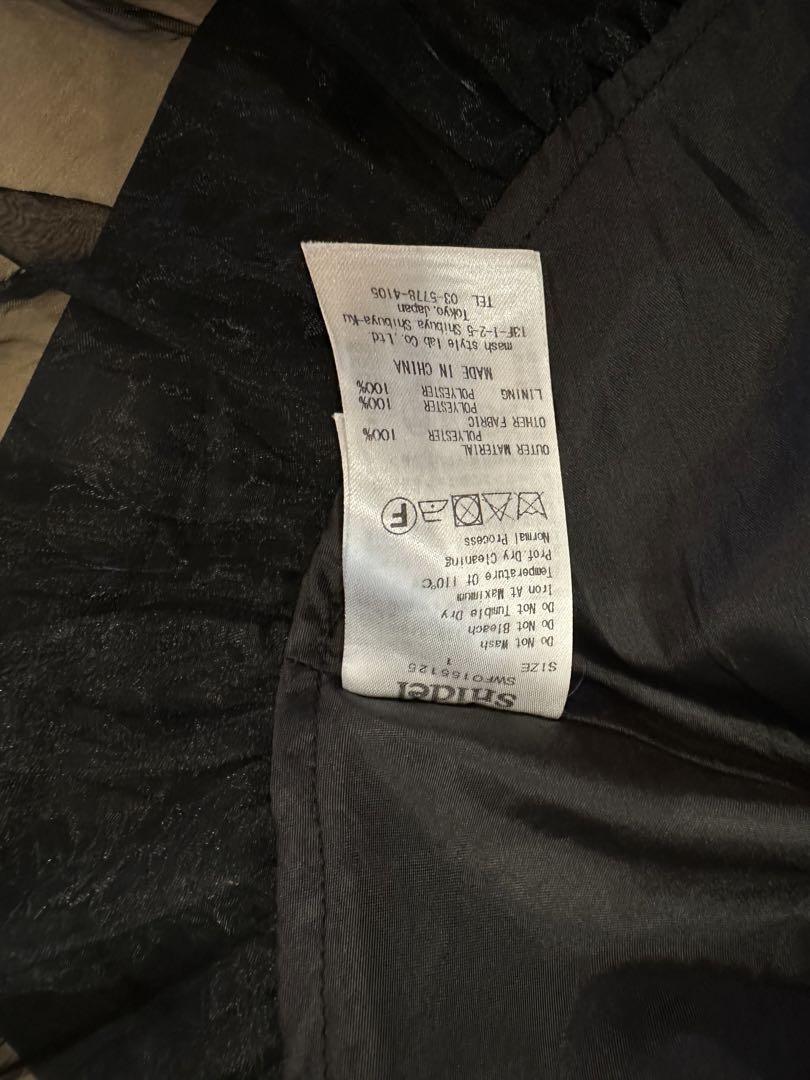 snidel
SWFO155125
SIZE 1
Do Not Wash
Do Not Bleach
Do Not Tumble Dry
Iron At Maximum
Temperature Of 110℃
Prof. Dry Cleaning
Normal Process
F
OUTER MATERIAL
POLYESTER 100%
OTHER FABRIC
POLYESTER 100%
LINING POLYESTER 100%
MADE IN CHINA
mash style lab Co.,Ltd
13F-1-2-5 Shibuya Shibuya-Ku
Tokyo.Japan
TEL 03-5778-4105